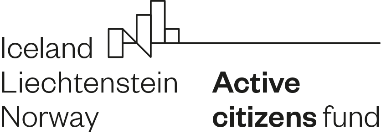 Iceland
Liechtenstein
Norway
Active
citizens fund